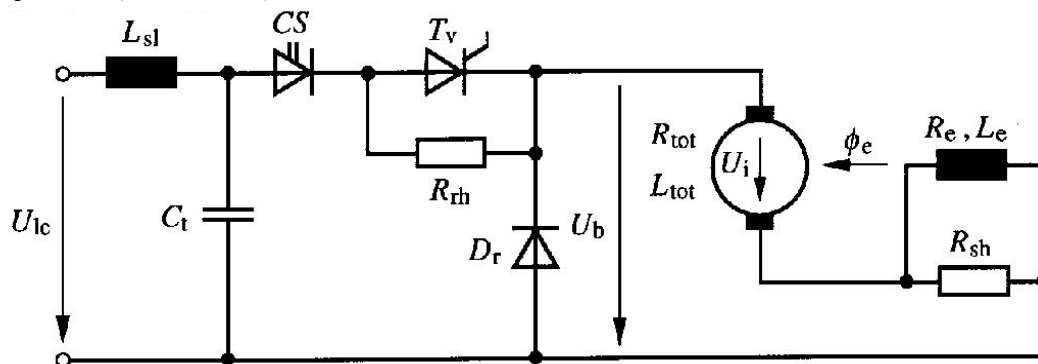 L_sl
CS
T_v
R_rh
C_t
U_lc
D_r
U_b
R_tot
L_tot
U_i
ϕ_e
R_e , L_e
R_sh